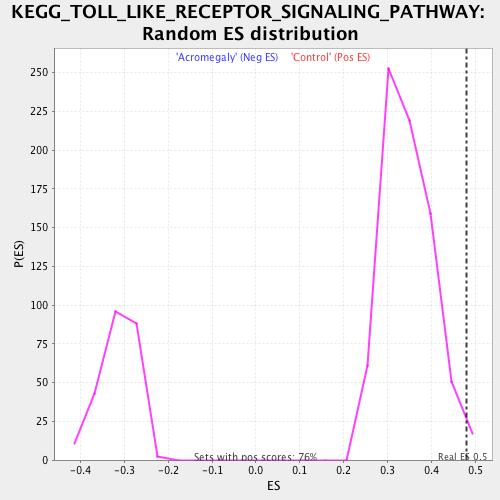 KEGG_TOLL_LIKE_RECEPTOR_SIGNALING_PATHWAY:
Random ES distribution
'Acromegaly' (Neg ES) 'Control' (Pos ES)
250
225
200
175
150
125
100
75
50
25
0
P(ES)
Sets with pos scores: 76%
Real ES 0.5
-0.4 -0.3 -0.2 -0.1 0.0 0.1 0.2 0.3 0.4 0.5
ES